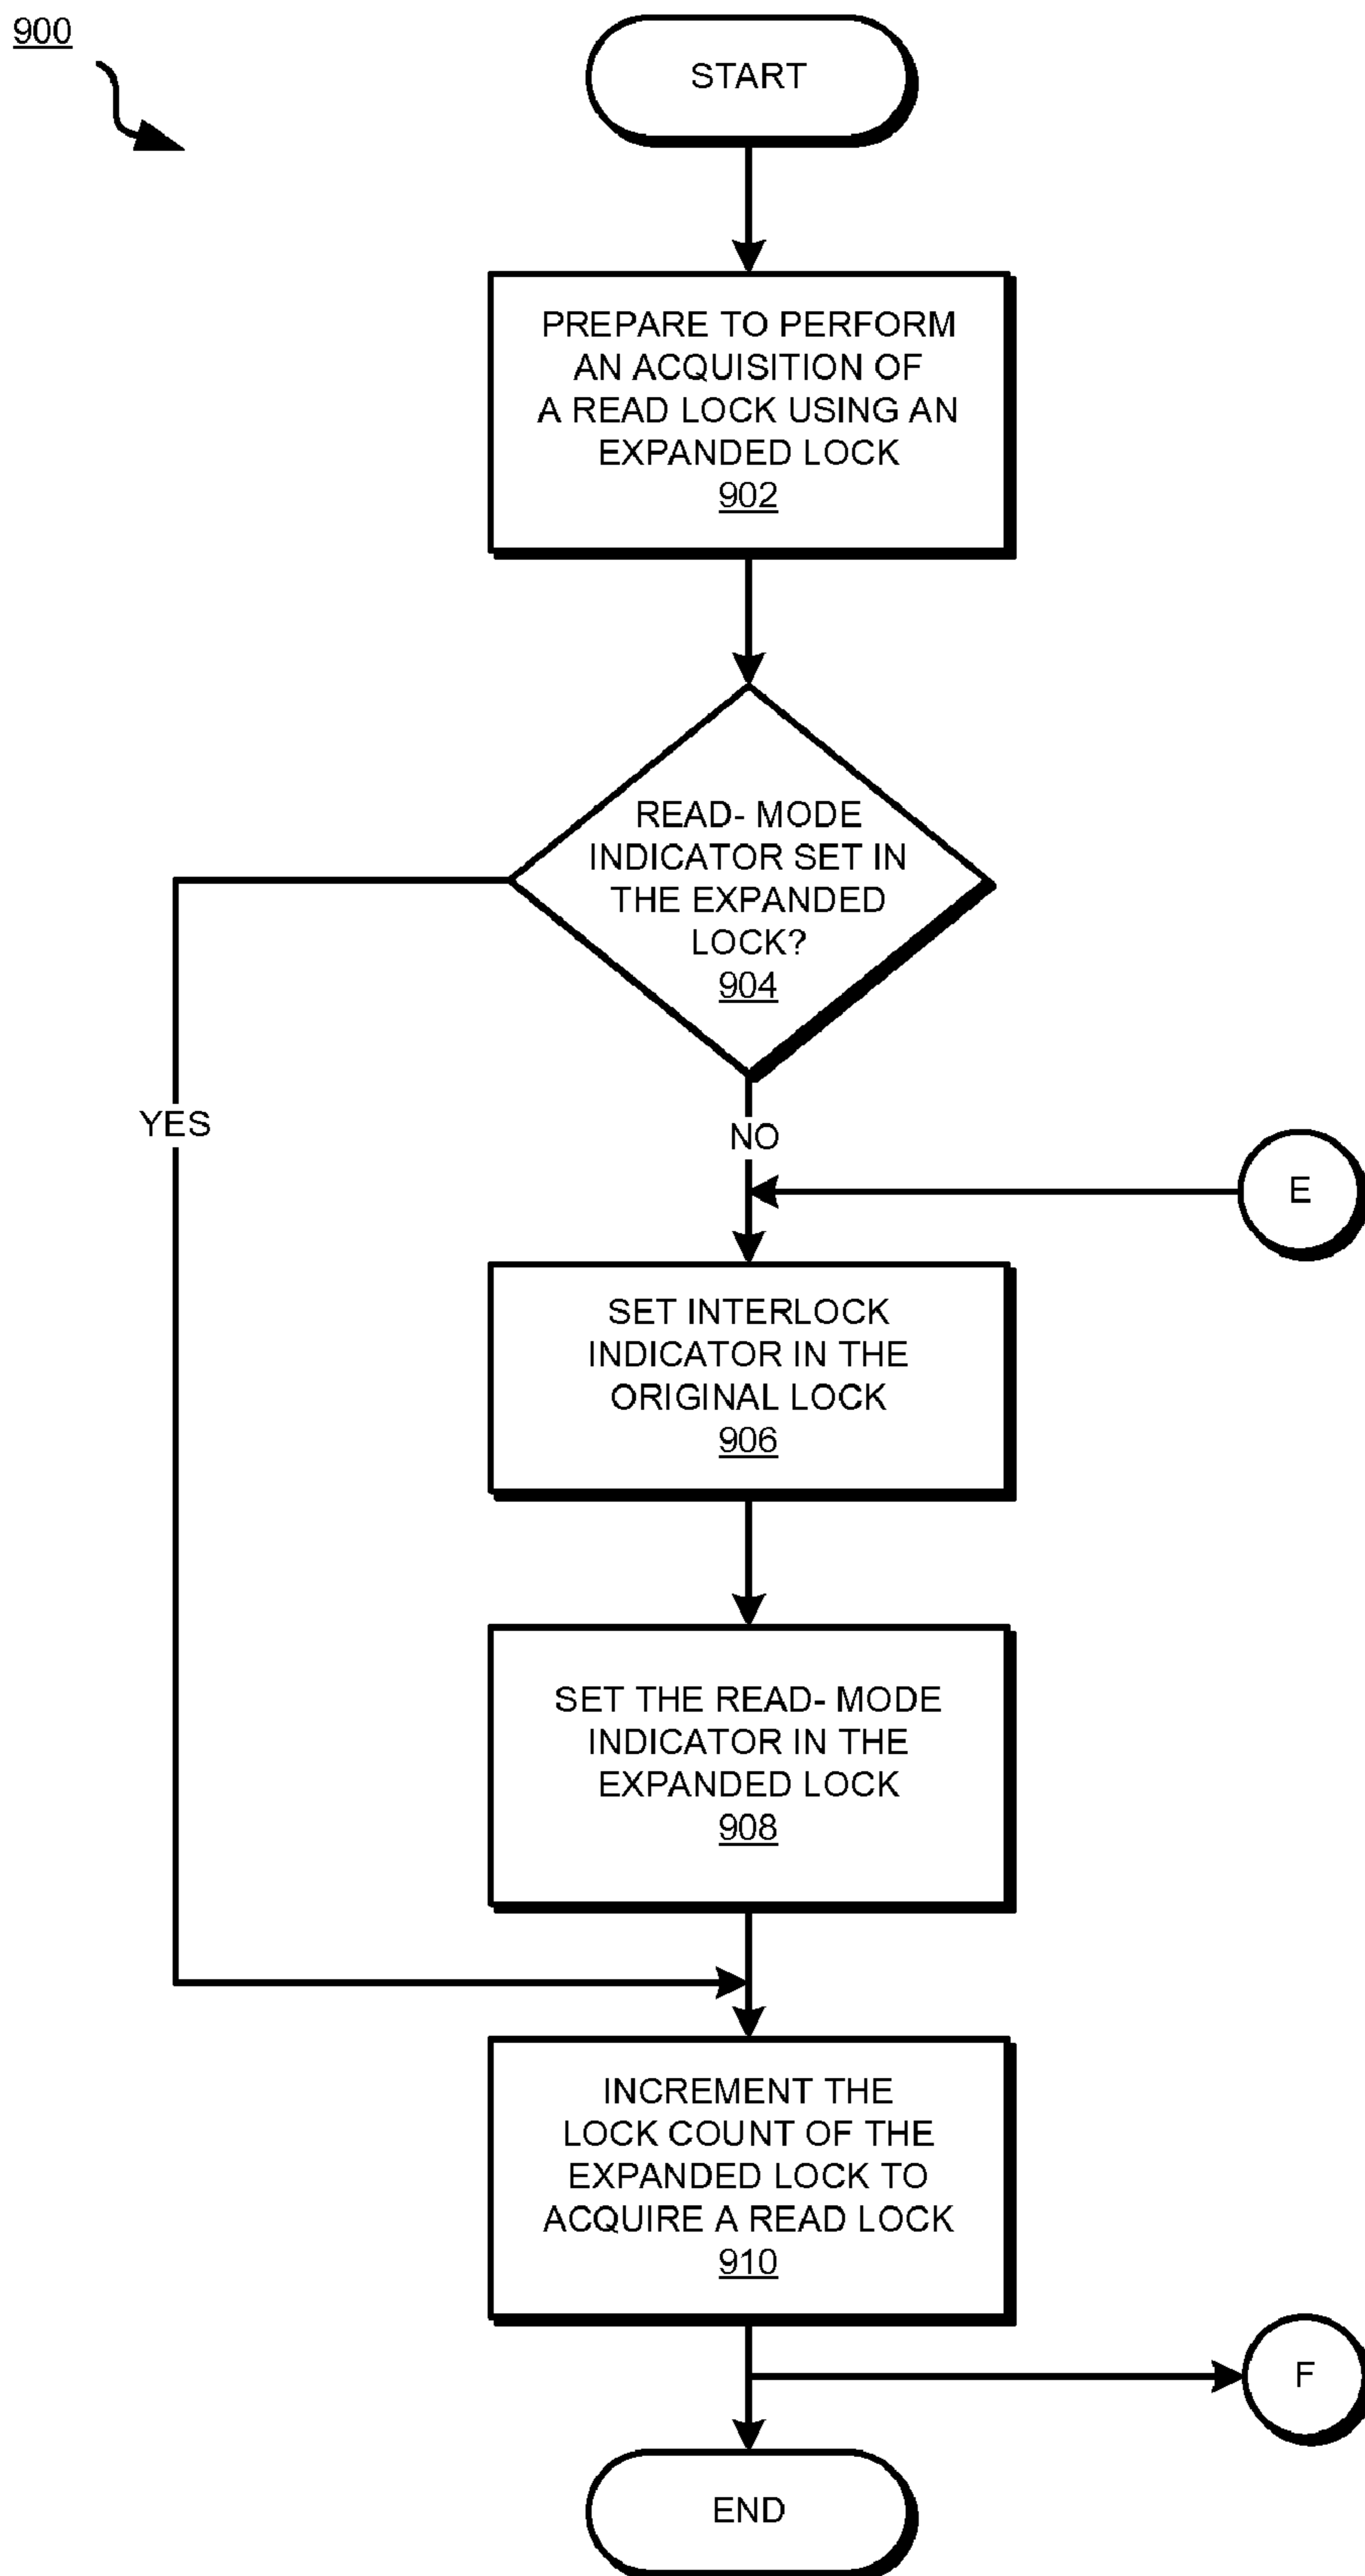 900
START
PREPARE TO PERFORM
AN ACQUISITION OF
A READ LOCK USING AN
EXPANDED LOCK
902
READ- MODE
INDICATOR SET IN
THE EXPANDED
LOCK?
904
YES
NO
E
SET INTERLOCK
INDICATOR IN THE
ORIGINAL LOCK
906
SET THE READ- MODE
INDICATOR IN THE
EXPANDED LOCK
908
INCREMENT THE
LOCK COUNT OF THE
EXPANDED LOCK TO
ACQUIRE A READ LOCK
910
F
END